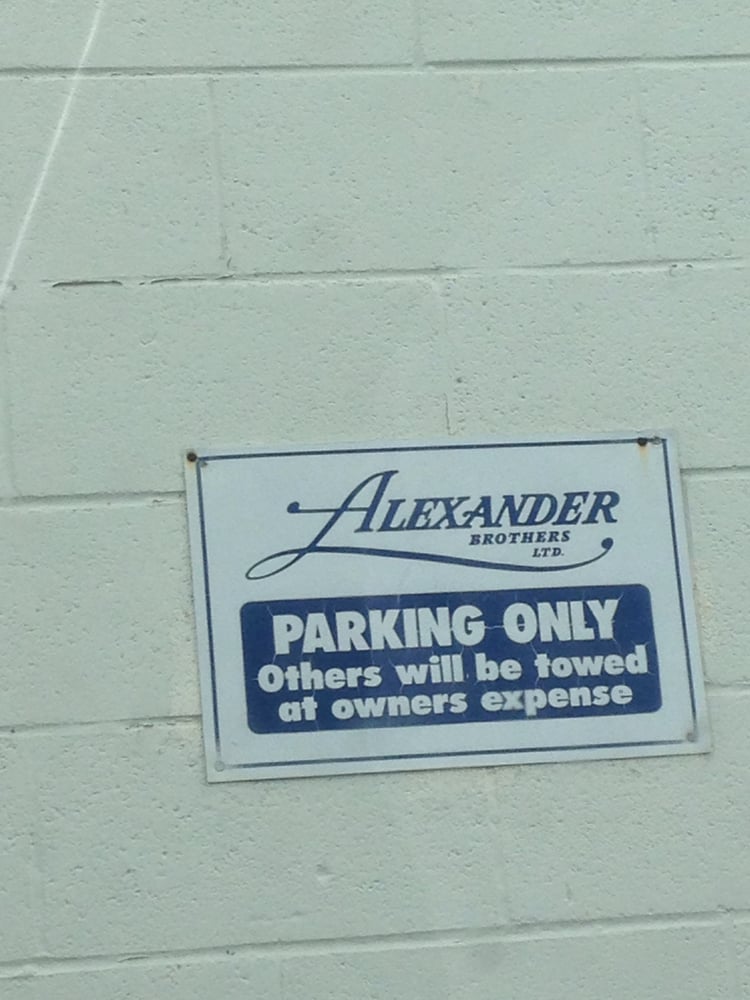 ALEXANDER
BROTHERS
LTD.
PARKING ONLY
Others will be towed
at owners expense